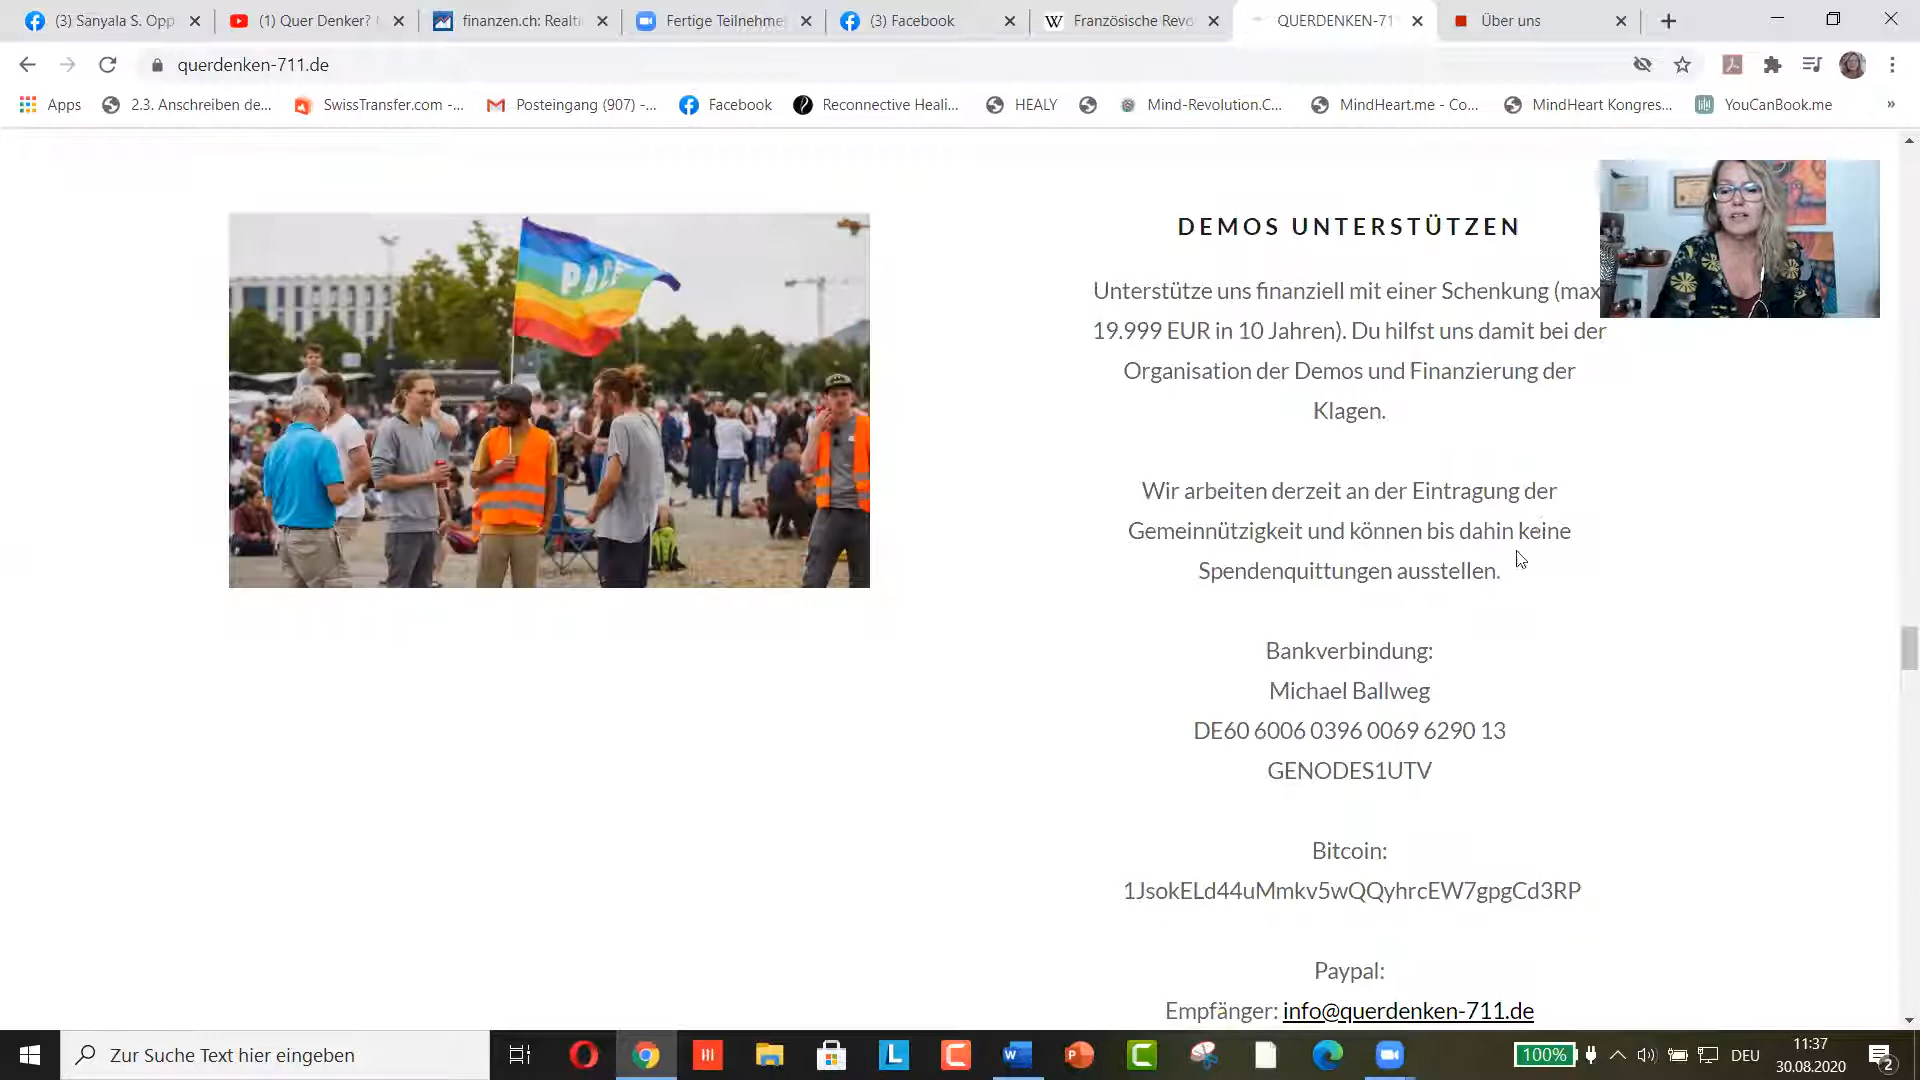 (3) Sanyala S. Opp
(1) Quer Denker?
finanzen.ch: Realt
Fertige Teilnehme
(3) Facebook
W Französische Revo
QUERDENKEN-71
Über uns
querdenken-711.de
Apps
2.3. Anschreiben de...
SwissTransfer.com -...
Posteingang (907) -...
Facebook
Reconnective Heali...
HEALY
Mind-Revolution.C...
MindHeart.me - Co...
MindHeart Kongres...
YouCanBook.me
»
PACE
DEMOS UNTERSTÜTZEN
Unterstütze uns finanziell mit einer Schenkung (max
19.999 EUR in 10 Jahren). Du hilfst uns damit bei der
Organisation der Demos und Finanzierung der
Klagen.
Wir arbeiten derzeit an der Eintragung der
Gemeinnützigkeit und können bis dahin keine
Spendenquittungen ausstellen.
Bankverbindung:
Michael Ballweg
DE60 6006 0396 0069 6290 13
GENODES1UTV
Bitcoin:
1JsokELd44uMmkv5wQQyhrcEW7gpgCd3RP
Paypal:
Empfänger: info@querdenken-711.de
Zur Suche Text hier eingeben
100%
DEU
11:37
30.08.2020
2